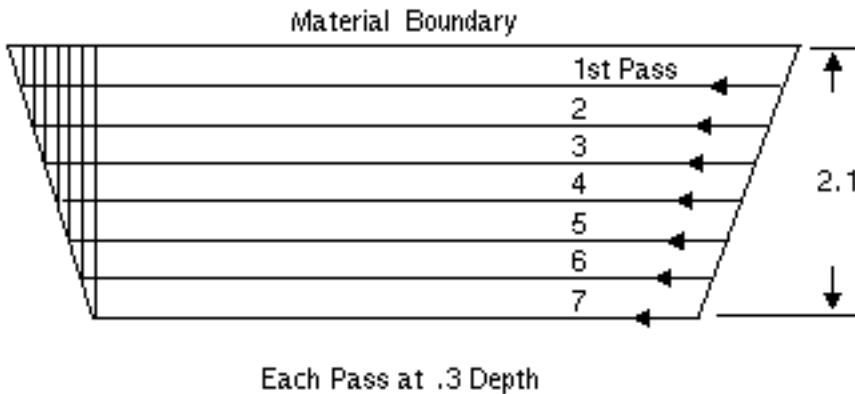 Material Boundary
1st Pass
2
3
4
2.1
5
6
7
Each Pass at .3 Depth